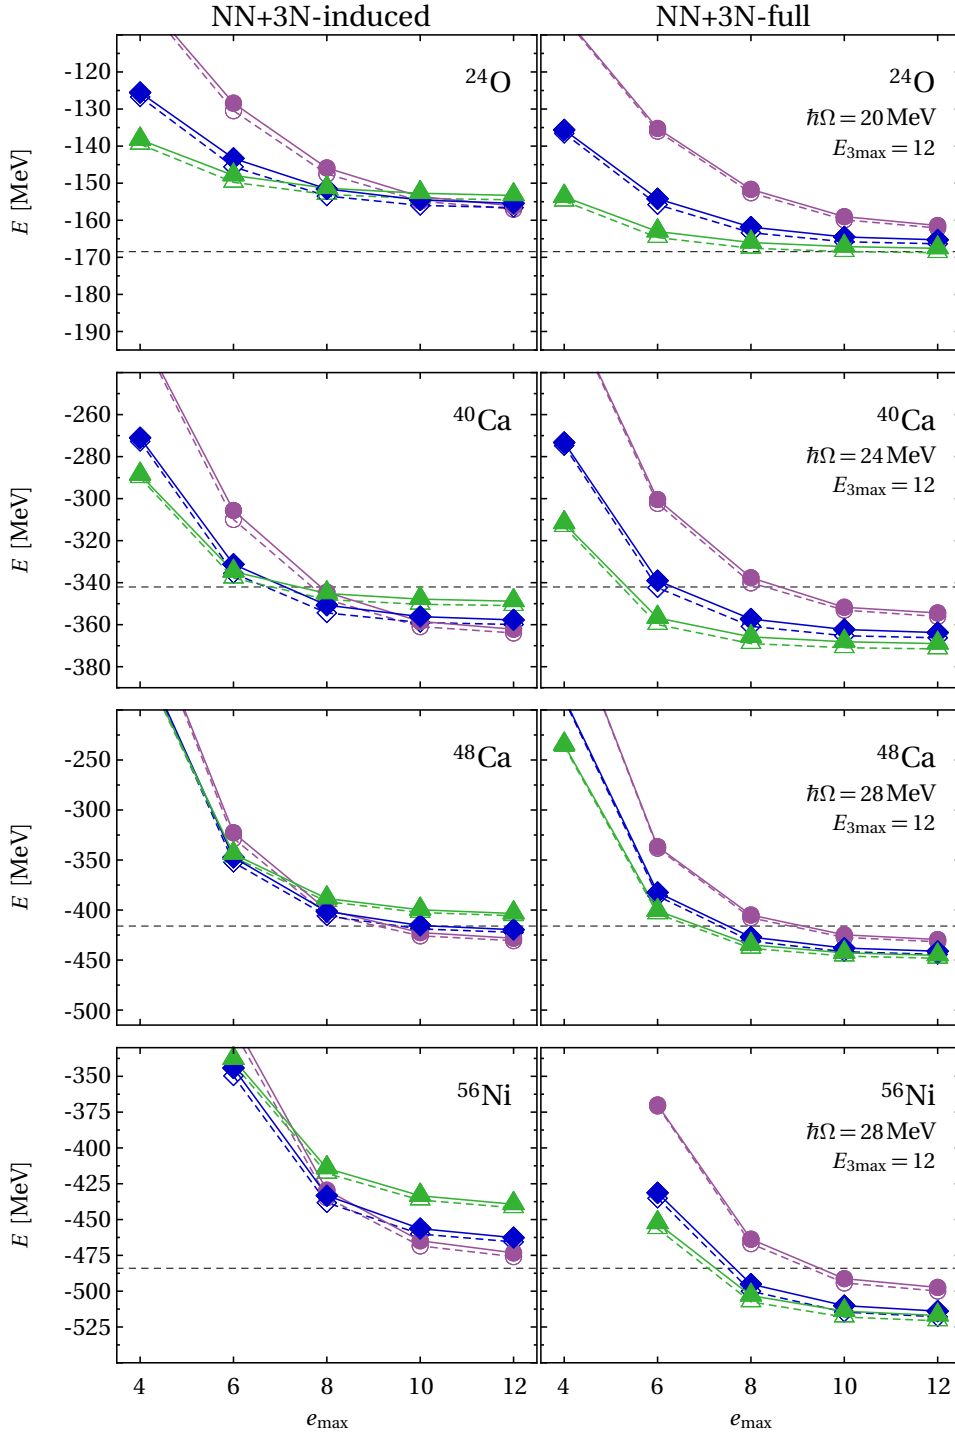 NN+3N-induced NN+3N-full
E [MeV]
-120
-130
-140
-150
-160
-170
-180
-190
²⁴O
²⁴O
ℏΩ = 20 MeV
E3max = 12
E [MeV]
-260
-280
-300
-320
-340
-360
-380
⁴⁰Ca
⁴⁰Ca
ℏΩ = 24 MeV
E3max = 12
E [MeV]
-250
-300
-350
-400
-450
-500
⁴⁸Ca
⁴⁸Ca
ℏΩ = 28 MeV
E3max = 12
E [MeV]
-350
-375
-400
-425
-450
-475
-500
-525
⁵⁶Ni
⁵⁶Ni
ℏΩ = 28 MeV
E3max = 12
4 6 8 10 12 4 6 8 10 12
emax emax